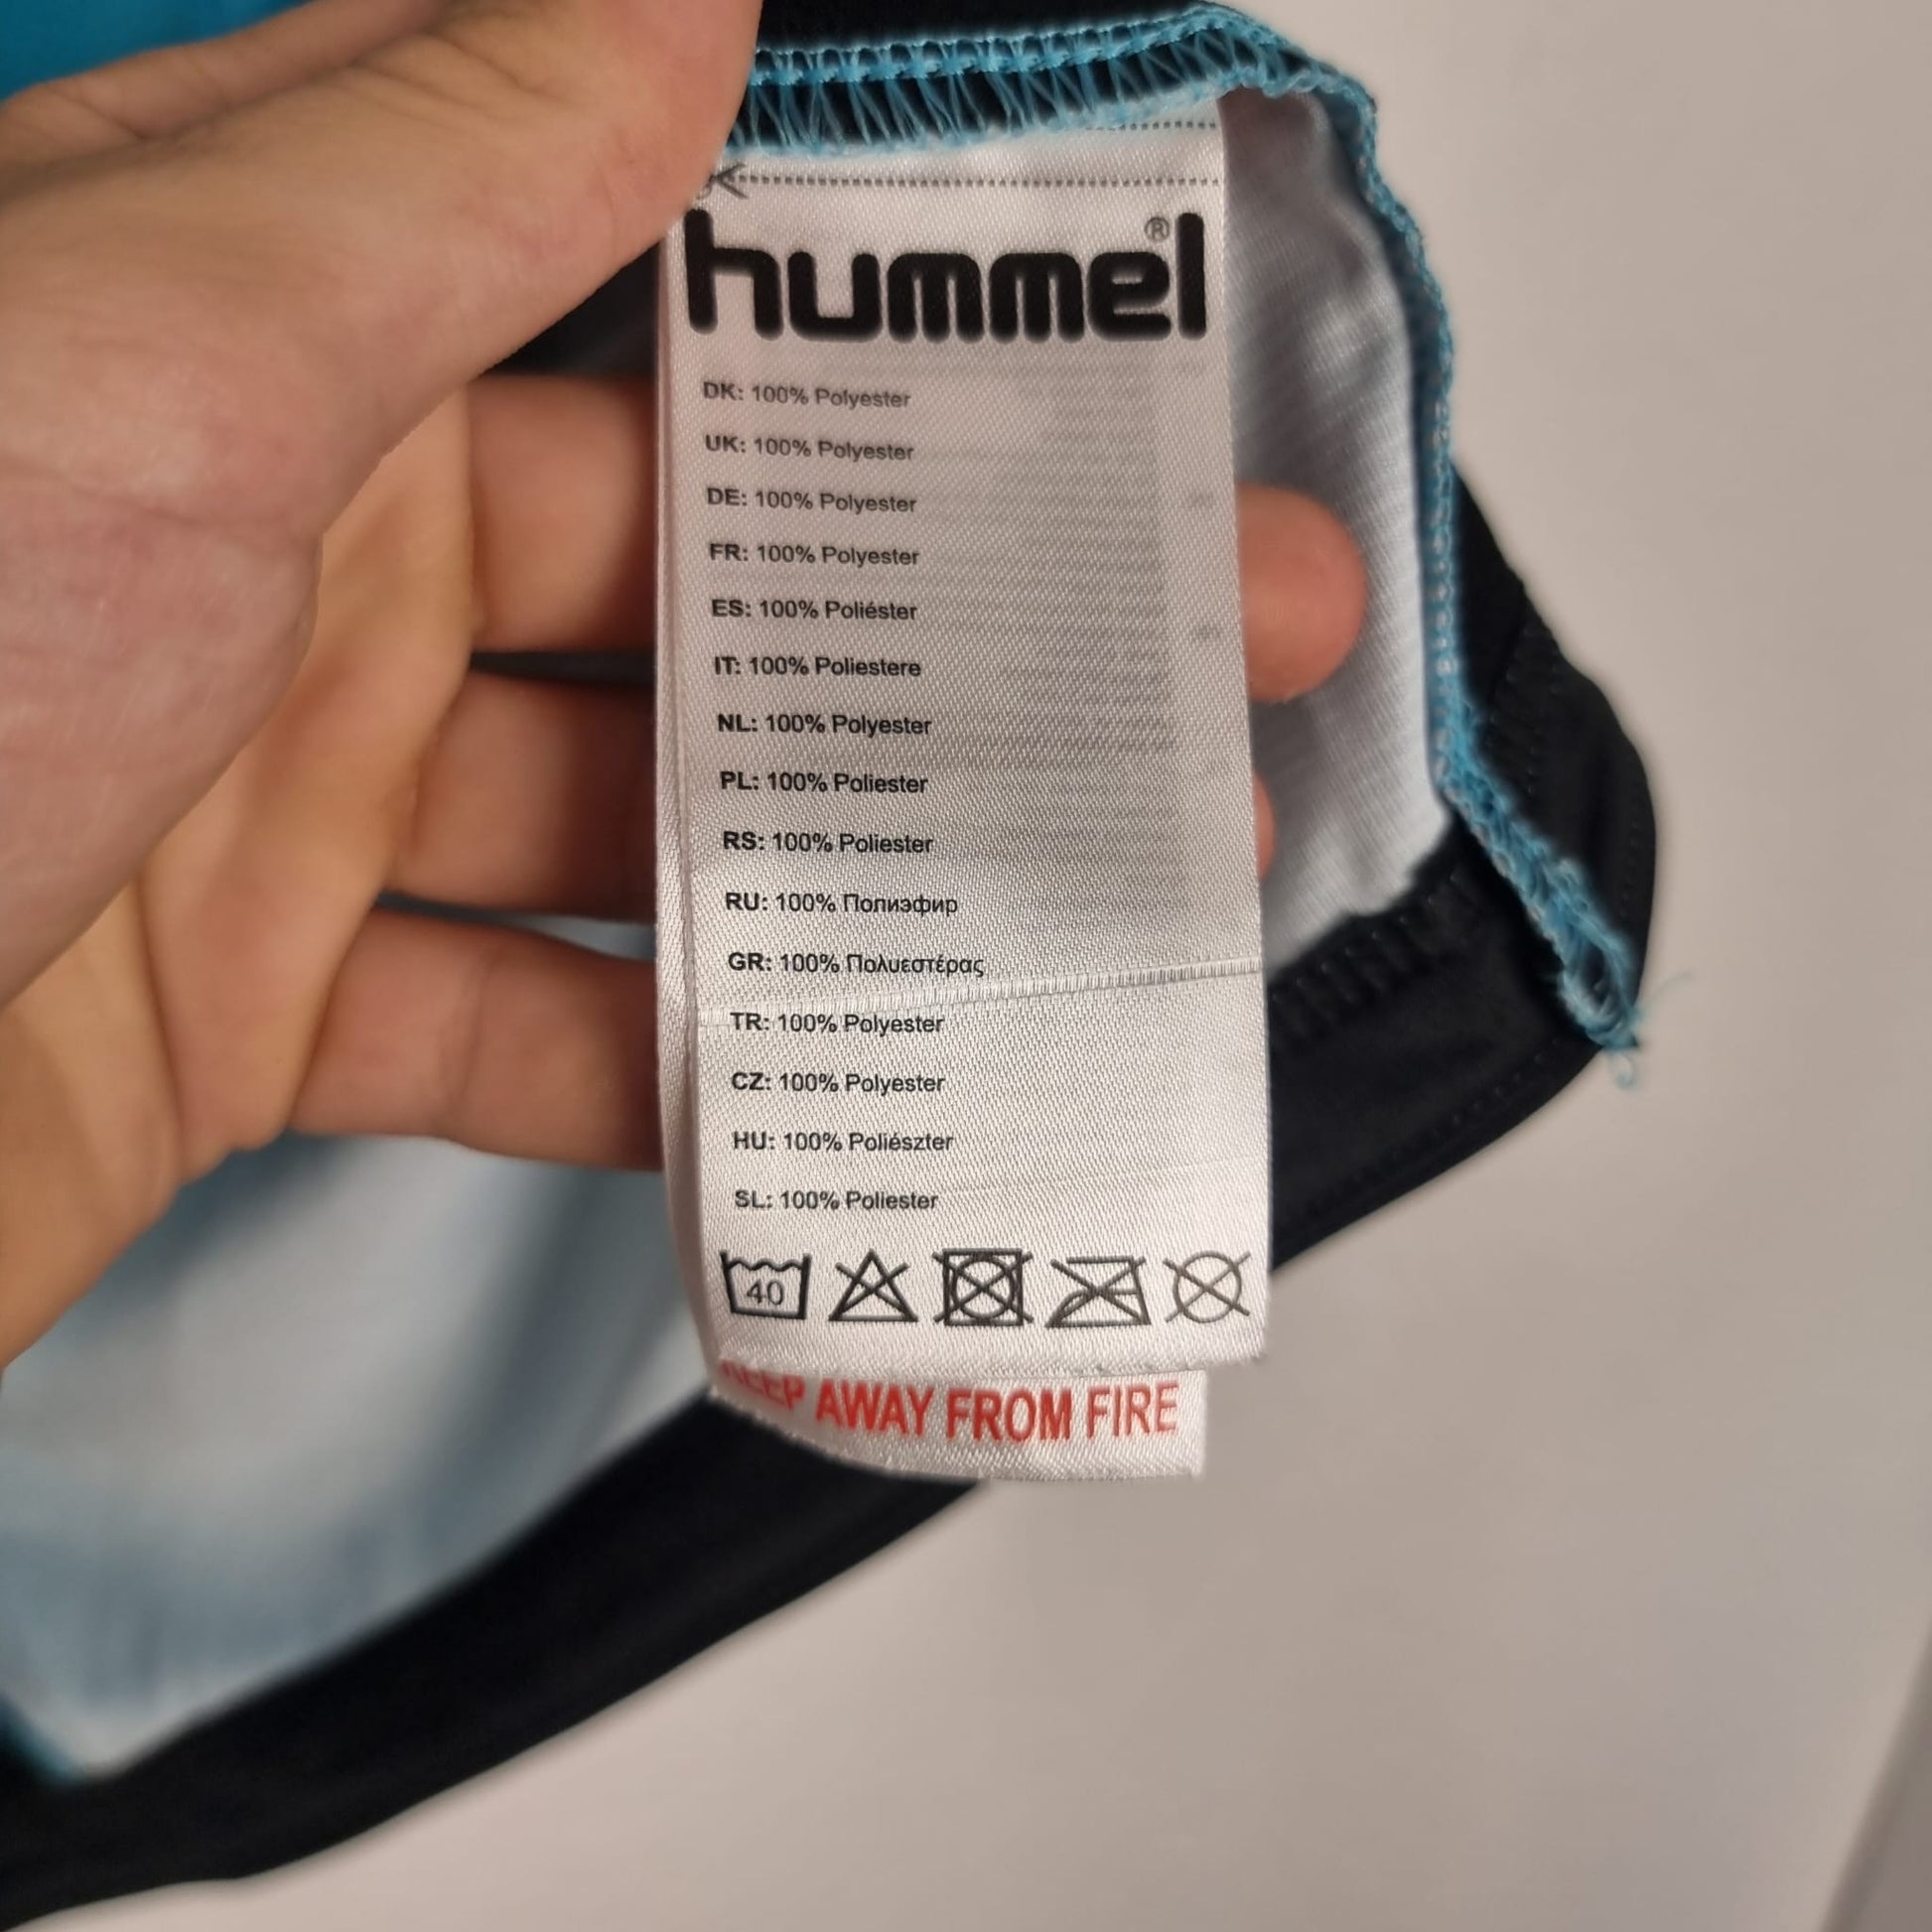 hummel®
DK: 100% Polyester
UK: 100% Polyester
DE: 100% Polyester
FR: 100% Polyester
ES: 100% Poliéster
IT: 100% Poliestere
NL: 100% Polyester
PL: 100% Poliester
RS: 100% Poliester
RU: 100% Полиэфир
GR: 100% Πολυεστέρας
TR: 100% Polyester
CZ: 100% Polyester
HU: 100% Poliészter
SL: 100% Poliester
40
KEEP AWAY FROM FIRE